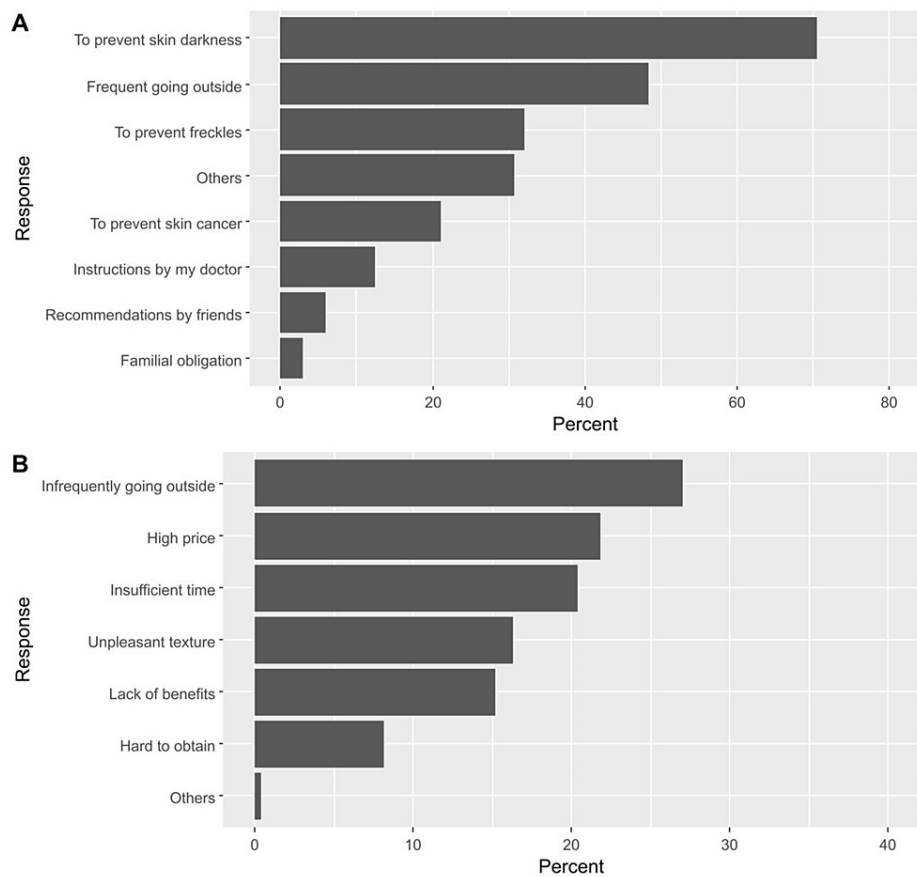 A
Response
To prevent skin darkness
Frequent going outside
To prevent freckles
Others
To prevent skin cancer
Instructions by my doctor
Recommendations by friends
Familial obligation
0 20 40 60 80
Percent
B
Response
Infrequently going outside
High price
Insufficient time
Unpleasant texture
Lack of benefits
Hard to obtain
Others
0 10 20 30 40
Percent